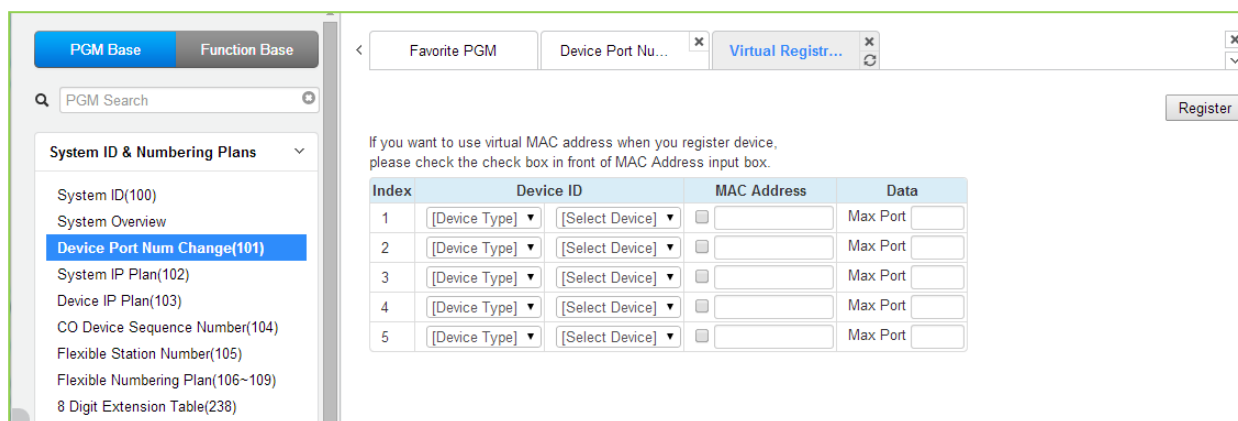 PGM Base Function Base
PGM Search
System ID & Numbering Plans
System ID(100)
System Overview
Device Port Num Change(101)
System IP Plan(102)
Device IP Plan(103)
CO Device Sequence Number(104)
Flexible Station Number(105)
Flexible Numbering Plan(106~109)
8 Digit Extension Table(238)
Favorite PGM Device Port Nu... Virtual Registr...
Register
If you want to use virtual MAC address when you register device,
please check the check box in front of MAC Address input box.
Index Device ID MAC Address Data
1 [Device Type] [Select Device] Max Port
2 [Device Type] [Select Device] Max Port
3 [Device Type] [Select Device] Max Port
4 [Device Type] [Select Device] Max Port
5 [Device Type] [Select Device] Max Port